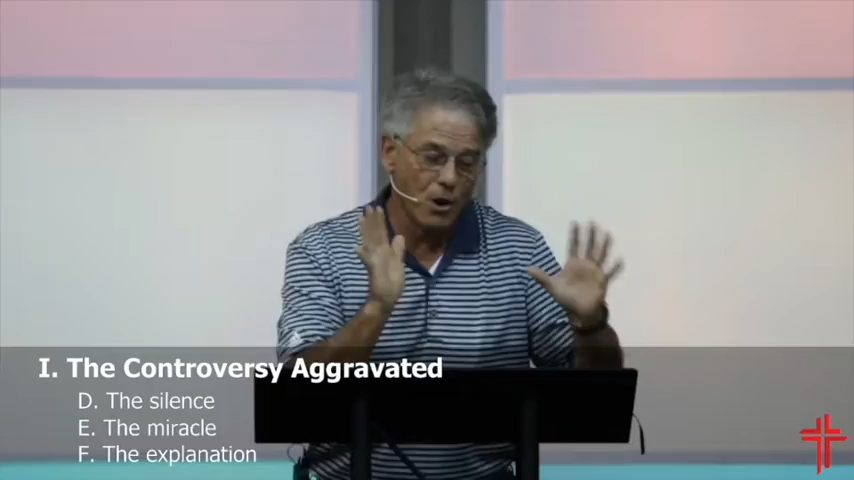 I. The Controversy Aggravated
D. The silence
E. The miracle
F. The explanation